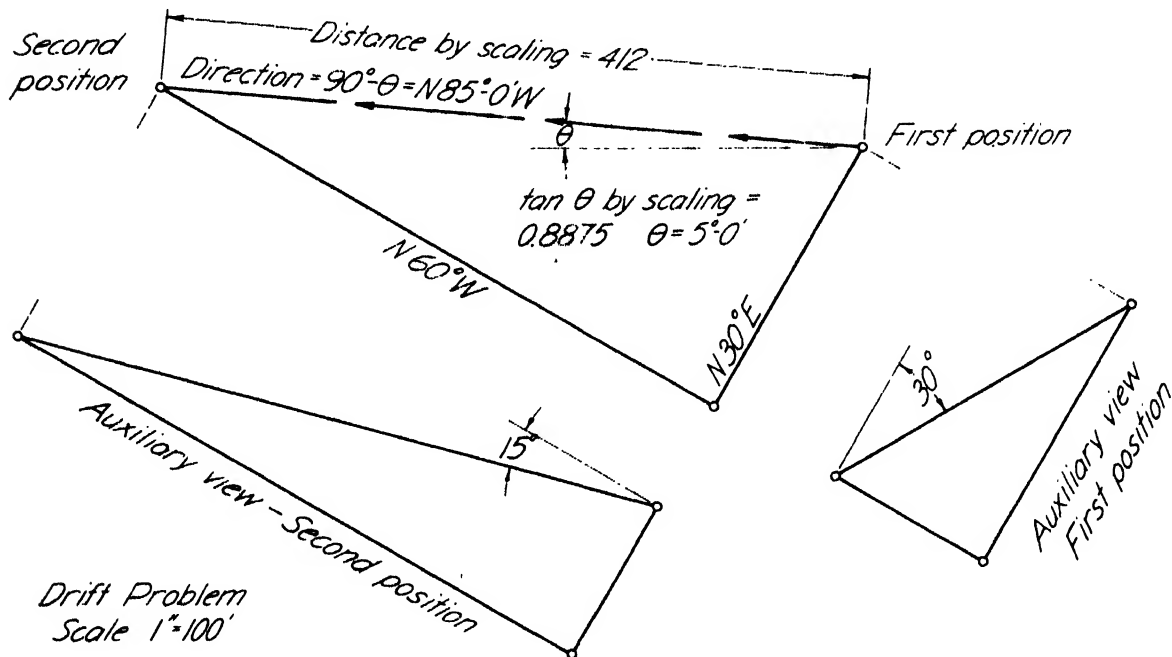 Distance by scaling = 412
Second
position
Direction = 90°-θ = N85°-0'W
θ
First position
tan θ by scaling =
0.8875 θ = 5°-0'
N60°W
N30°E
15°
30°
Auxiliary view - Second position
Auxiliary view
First position
Drift Problem
Scale 1"=100'